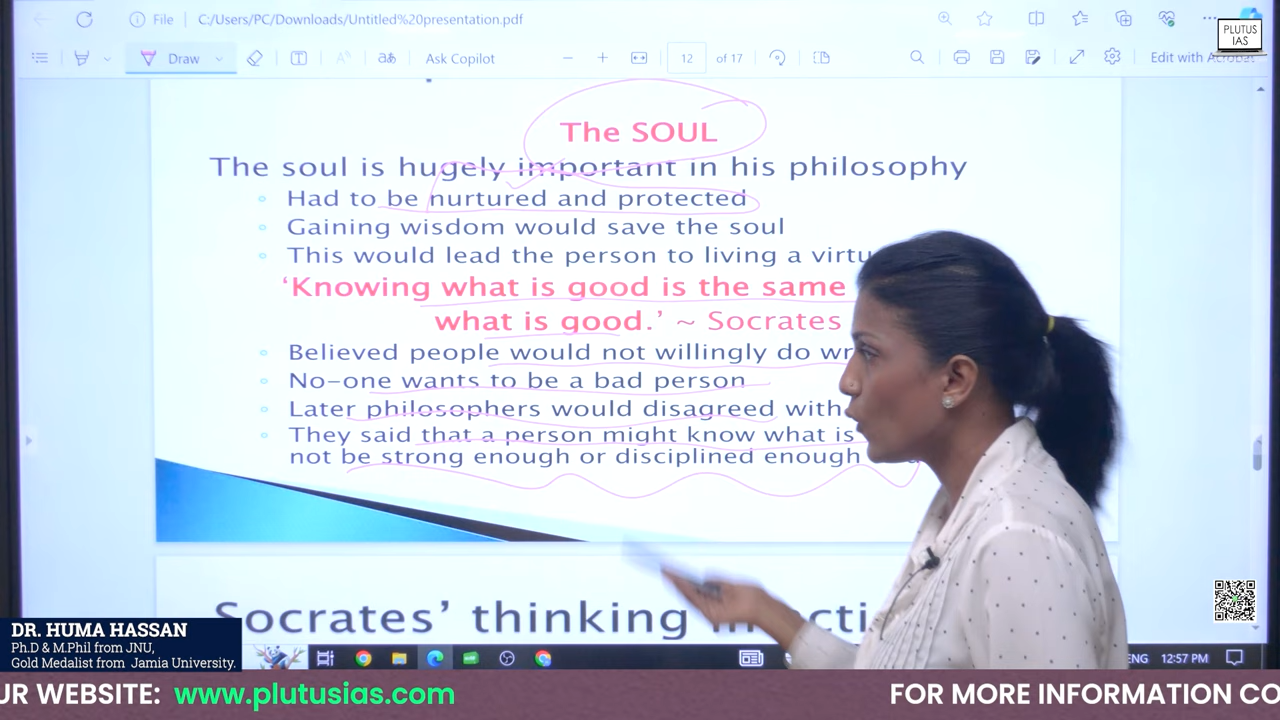 File
C:/Users/PC/Downloads/Untitled%20presentation.pdf
PLUTUS
IAS
Draw
aあ
Ask Copilot
12 of 17
Edit with Acrobat
The SOUL
The soul is hugely important in his philosophy
Had to be nurtured and protected
Gaining wisdom would save the soul
This would lead the person to living a virtu
‘Knowing what is good is the same
what is good.’ ~ Socrates
Believed people would not willingly do wr
No-one wants to be a bad person
Later philosophers would disagreed with
They said that a person might know what is
not be strong enough or disciplined enough
Socrates’ thinking in acti
DR. HUMA HASSAN
Ph.D & M.Phil from JNU,
Gold Medalist from Jamia University.
ENG 12:57 PM
UR WEBSITE: www.plutusias.com
FOR MORE INFORMATION CO